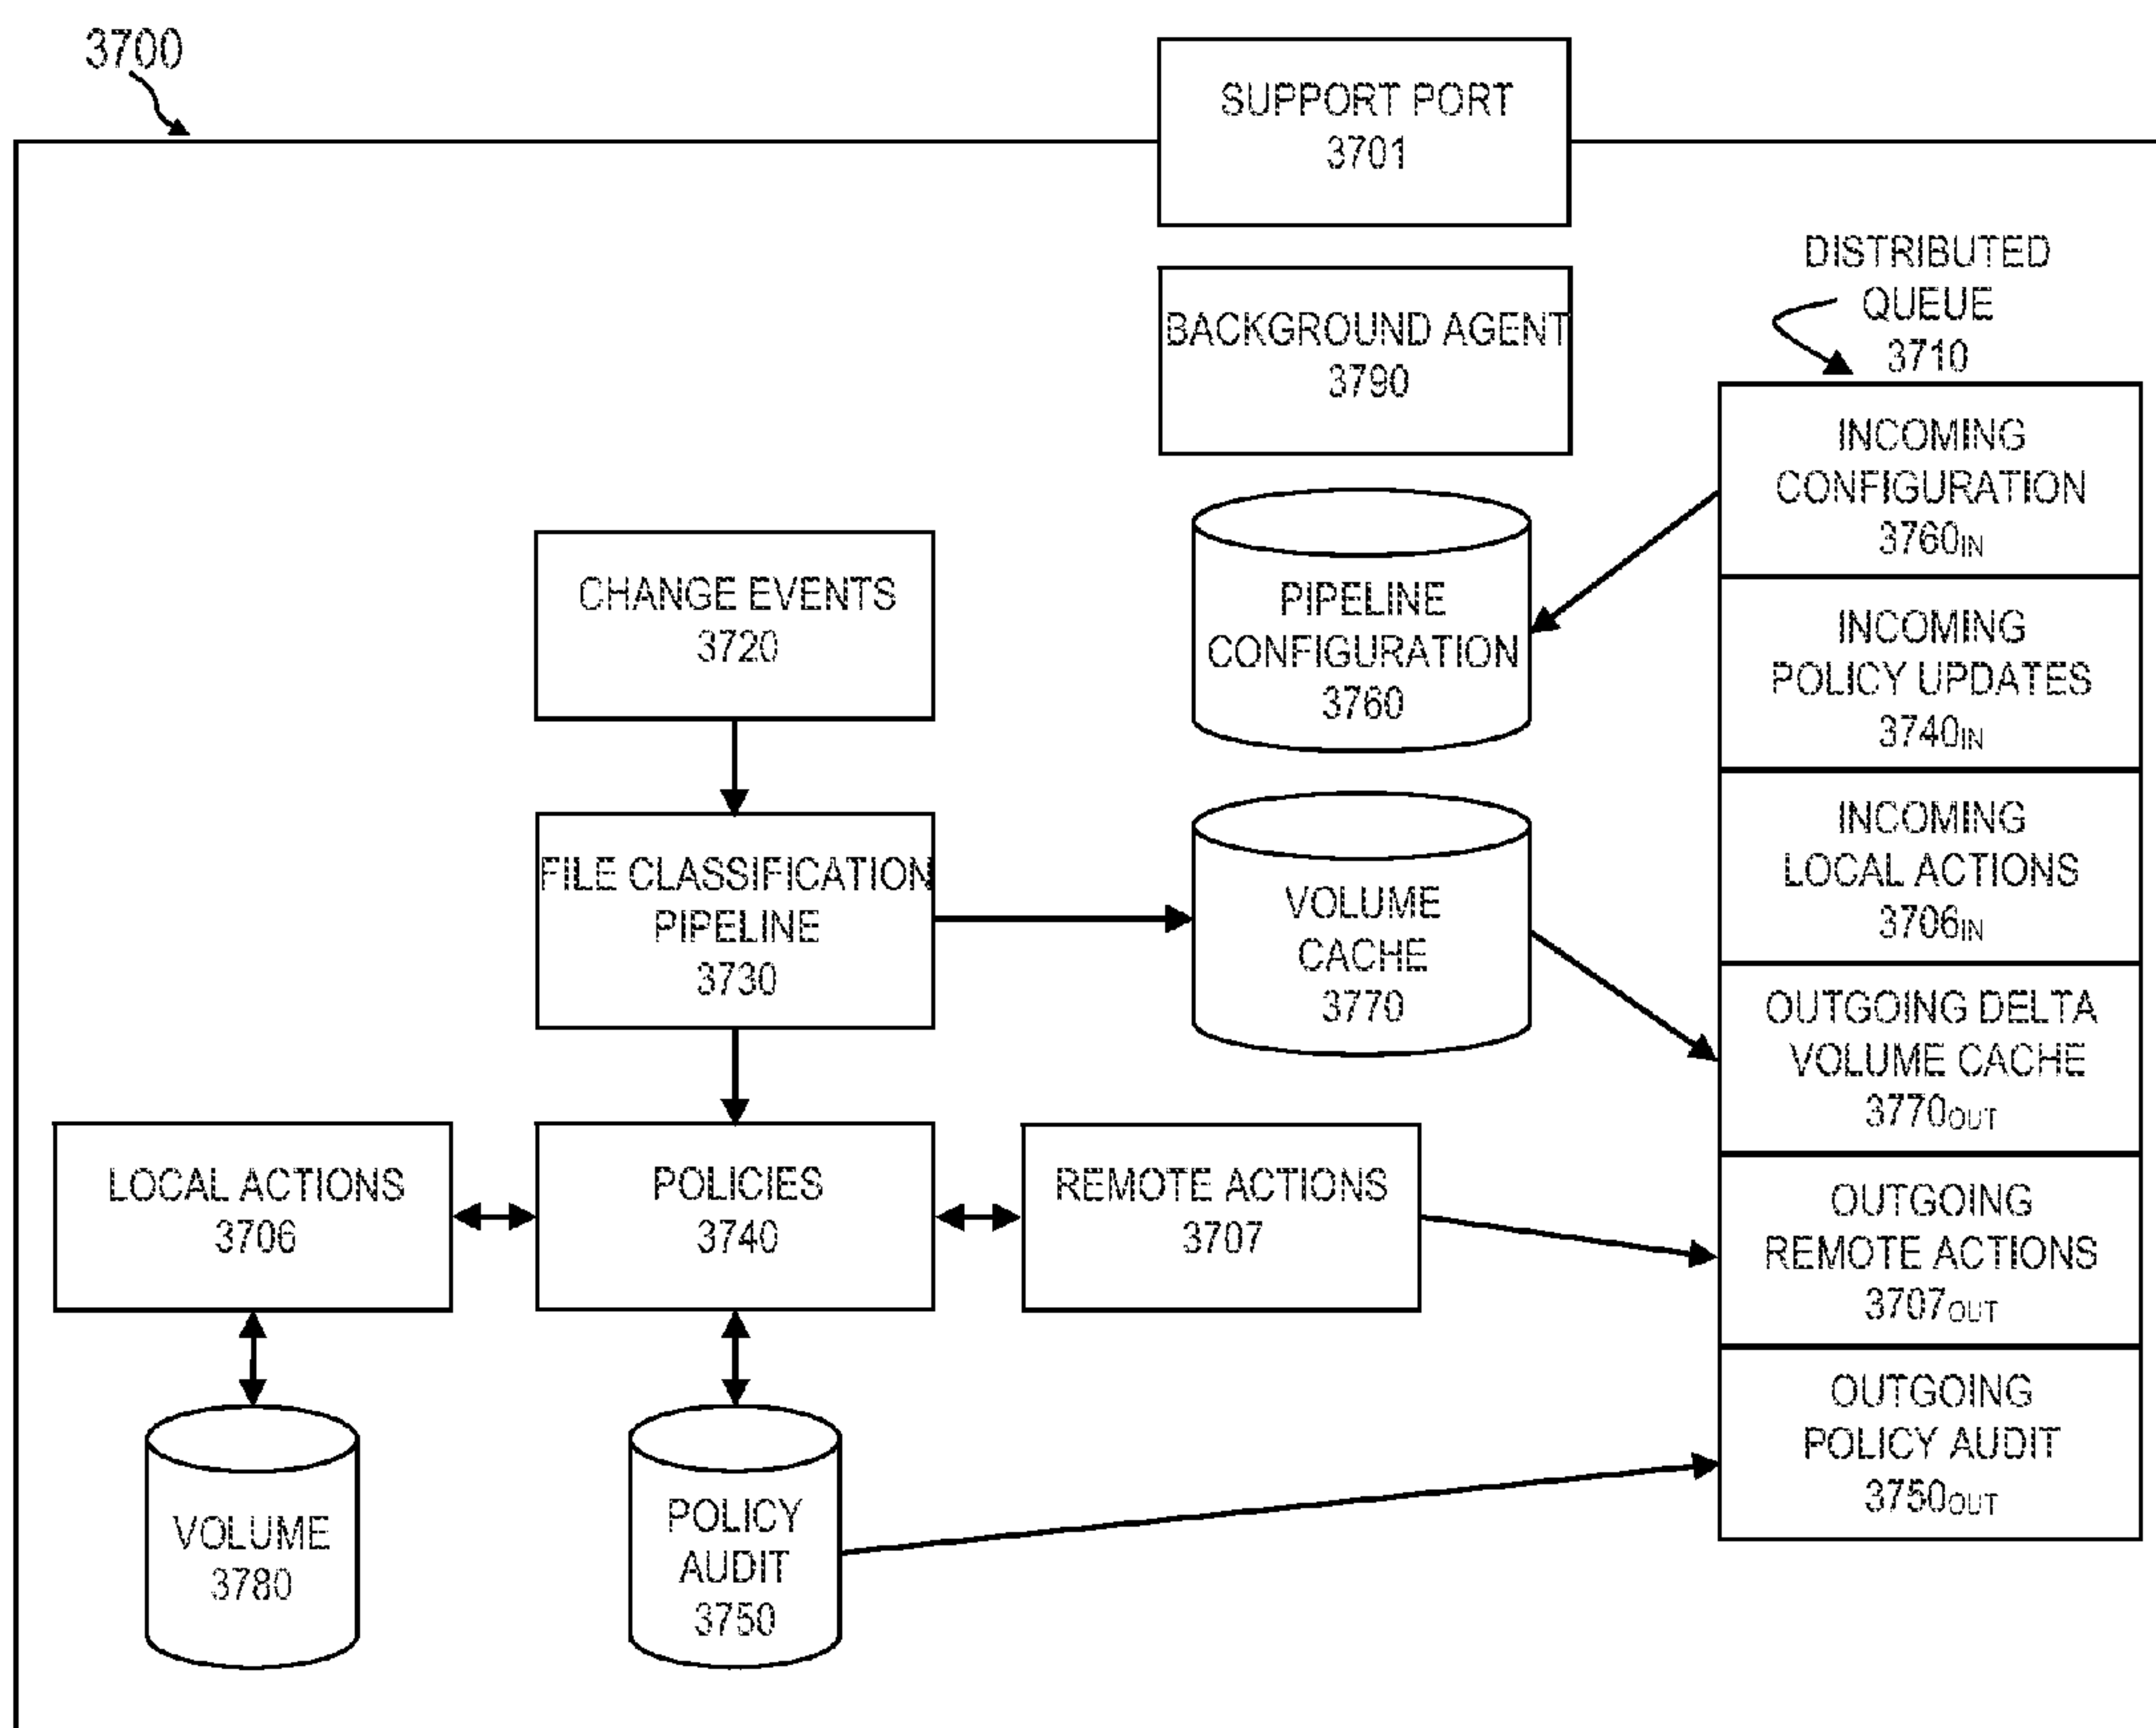 3700
SUPPORT PORT
3701
BACKGROUND AGENT
3790
DISTRIBUTED
QUEUE
3710
INCOMING
CONFIGURATION
3760IN
INCOMING
POLICY UPDATES
3740IN
INCOMING
LOCAL ACTIONS
3706IN
OUTGOING DELTA
VOLUME CACHE
3770OUT
OUTGOING
REMOTE ACTIONS
3707OUT
OUTGOING
POLICY AUDIT
3750OUT
PIPELINE
CONFIGURATION
3760
CHANGE EVENTS
3720
FILE CLASSIFICATION
PIPELINE
3730
VOLUME
CACHE
3770
LOCAL ACTIONS
3706
POLICIES
3740
REMOTE ACTIONS
3707
VOLUME
3780
POLICY
AUDIT
3750